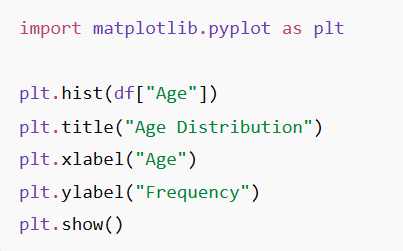 import matplotlib.pyplot as plt
plt.hist(df["Age"])
plt.title("Age Distribution")
plt.xlabel("Age")
plt.ylabel("Frequency")
plt.show()